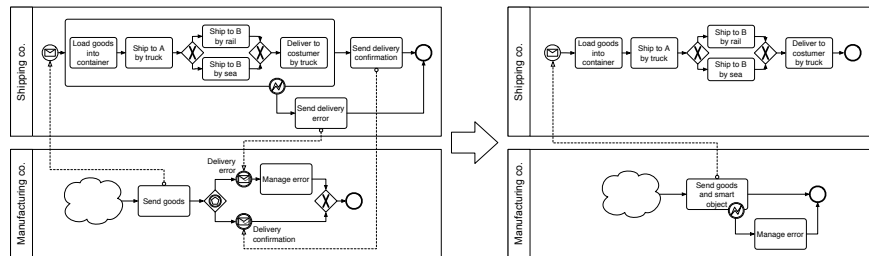 Shipping co.
Load goods
into
container
Ship to A
by truck
Ship to B
by rail
Ship to B
by sea
Deliver to
costumer
by truck
Send delivery
confirmation
Send delivery
error
Manufacturing co.
Send goods
Delivery
error
Manage error
Delivery
confirmation
Shipping co.
Load goods
into
container
Ship to A
by truck
Ship to B
by rail
Ship to B
by sea
Deliver to
costumer
by truck
Manufacturing co.
Send goods
and smart
object
Manage error